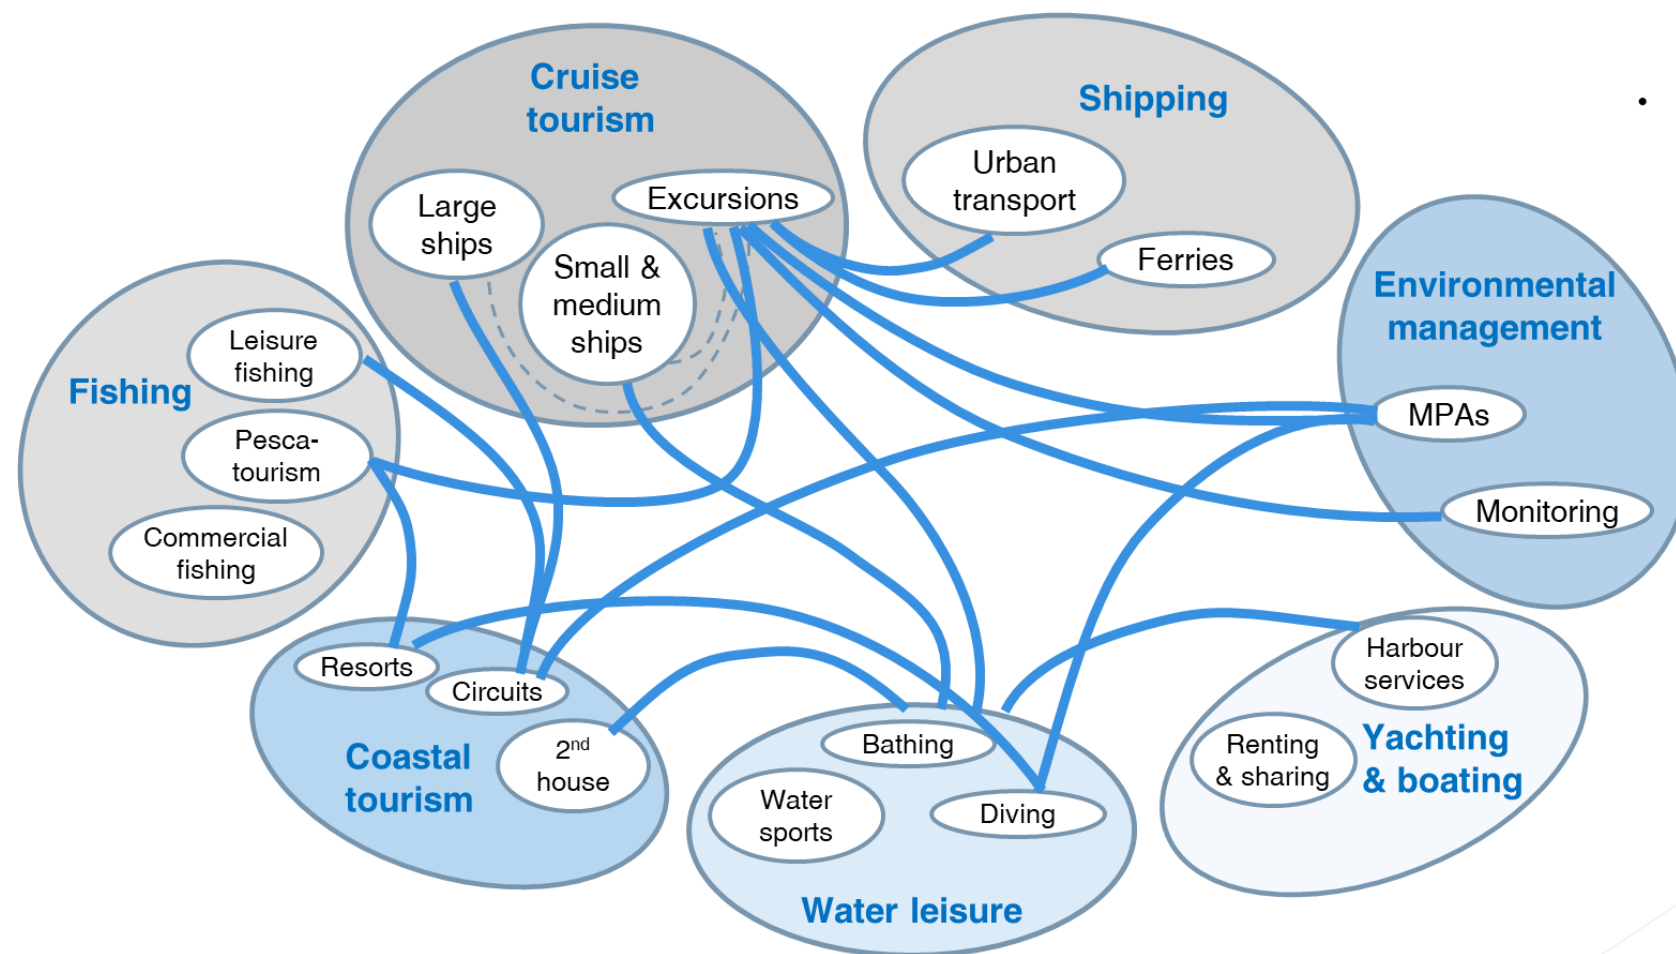 Cruise
tourism
Large
ships
Excursions
Small &
medium
ships
Shipping
Urban
transport
Ferries
Environmental
management
MPAs
Monitoring
Fishing
Leisure
fishing
Pesca-
tourism
Commercial
fishing
Resorts
Circuits
2nd
house
Coastal
tourism
Bathing
Water
sports
Diving
Water leisure
Harbour
services
Renting
& sharing
Yachting
& boating